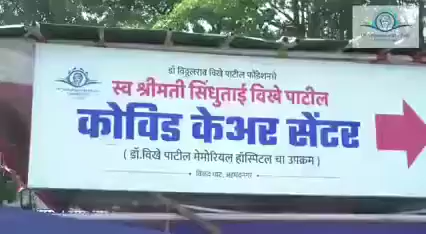 डॉ विठ्ठलराव विखे पाटील फाउंडेशनचे
स्व श्रीमती सिंधुताई विखे पाटील
कोविड केअर सेंटर
( डॉ.विखे पाटील मेमोरियल हॉस्पिटल चा उपक्रम )
विळद घाट, अहमदनगर